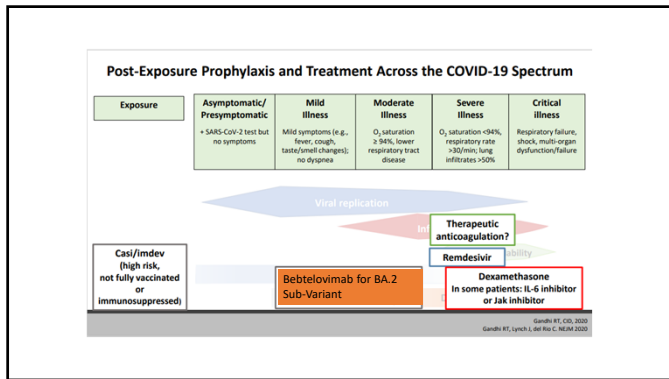 Post-Exposure Prophylaxis and Treatment Across the COVID-19 Spectrum
Exposure
Asymptomatic/
Presymptomatic
+ SARS-CoV-2 test but
no symptoms
Mild
Illness
Mild symptoms (e.g.,
fever, cough,
taste/smell changes);
no dyspnea
Moderate
Illness
O₂ saturation
≥ 94%, lower
respiratory tract
disease
Severe
Illness
O₂ saturation <94%,
respiratory rate
>30/min; lung
infiltrates >50%
Critical
illness
Respiratory failure,
shock, multi-organ
dysfunction/failure
Viral replication
Therapeutic
anticoagulation?
Remdesivir
Casi/imdev
(high risk,
not fully vaccinated
or
immunosuppressed)
Bebtelovimab for BA.2
Sub-Variant
Dexamethasone
In some patients: IL-6 inhibitor
or Jak inhibitor
Gandhi RT, CID, 2020
Gandhi RT, Lynch J, del Rio C. NEJM 2020